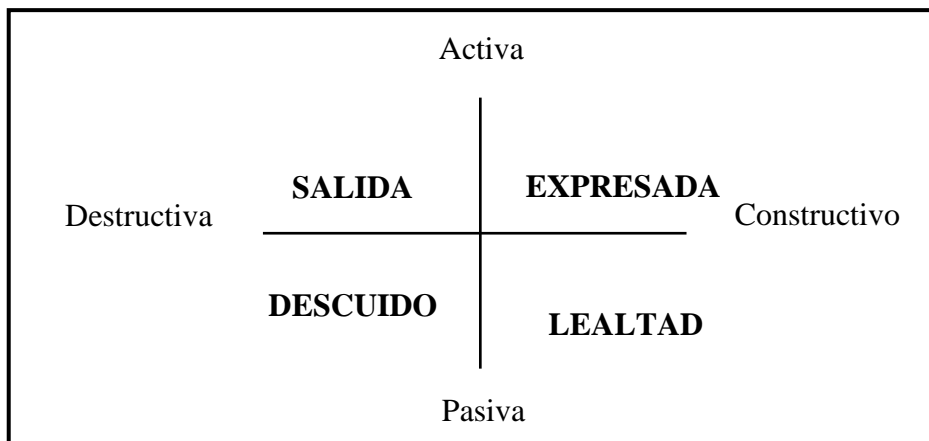 Activa
SALIDA
EXPRESADA
Destructiva
Constructivo
DESCUIDO
LEALTAD
Pasiva